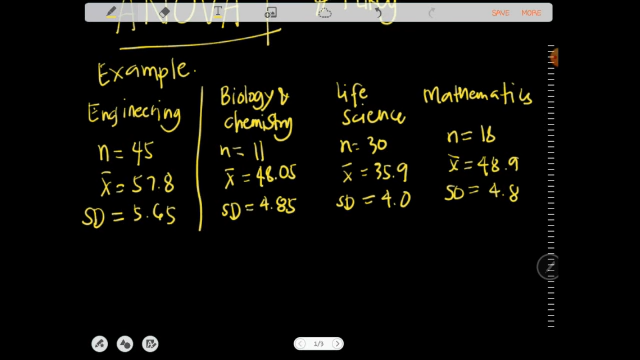 ANOVA
Example.
Engineering
n = 45
x̄ = 57.8
SD = 5.65
Biology &
chemistry
n = 11
x̄ = 48.05
SD = 4.85
Life
Science
n = 30
x̄ = 35.9
SD = 4.0
Mathematics
n = 18
x̄ = 48.9
SD = 4.8
SAVE MORE
1/3